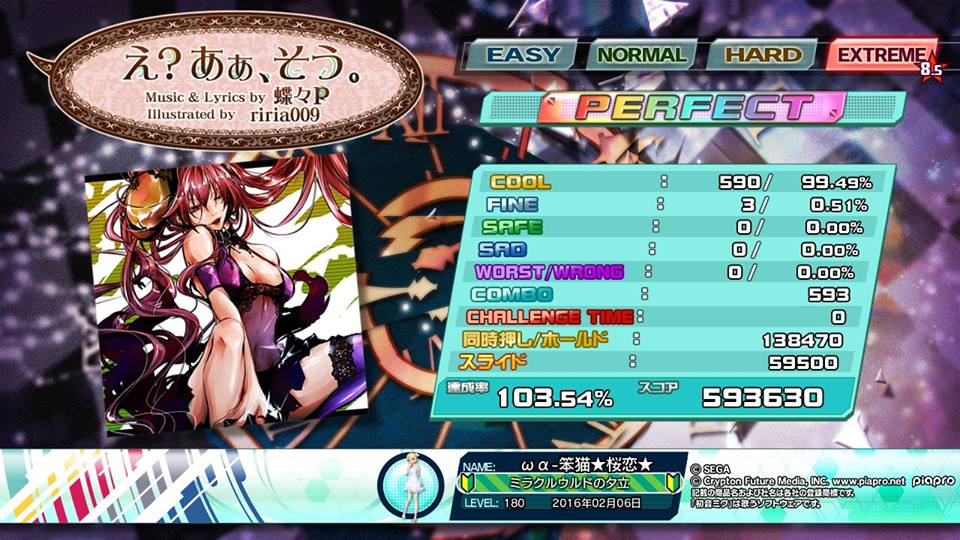 え？あぁ、そう。
Music & Lyrics by 蝶々P
Illustrated by riria009
EASY NORMAL HARD EXTREME 8.5
PERFECT
COOL : 590/ 99.49%
FINE : 3/ 0.51%
SAFE : 0/ 0.00%
SAD : 0/ 0.00%
WORST/WRONG : 0/ 0.00%
COMBO : 593
CHALLENGE TIME : 0
同時押し/ホールド : 138470
スライド : 59500
達成率 103.54% スコア 593630
NAME: ωα-笨猫★桜恋★
ミラクルウルドの夕立
LEVEL: 180 2016年02月06日
© SEGA
© Crypton Future Media, INC. www.piapro.net piapro
記載の商品名および社名は各社の登録商標です。
「初音ミク」は歌うソフトウェアです。